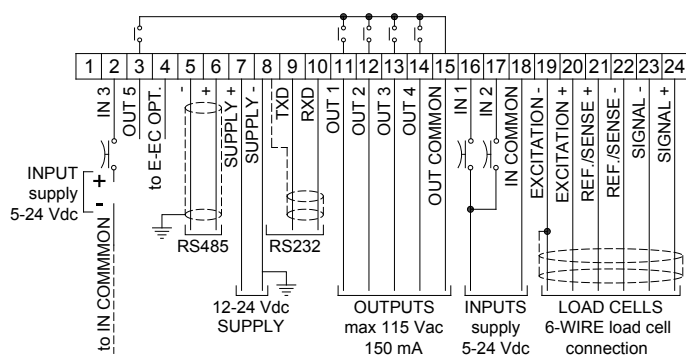 1 2 3 4 5 6 7 8 9 10 11 12 13 14 15 16 17 18 19 20 21 22 23 24
IN 3
OUT 5
to E-EC OPT.
-
+
SUPPLY +
SUPPLY -
TXD
RXD
OUT 1
OUT 2
OUT 3
OUT 4
OUT COMMON
IN 1
IN 2
IN COMMON
EXCITATION -
EXCITATION +
REF./SENSE +
REF./SENSE -
SIGNAL -
SIGNAL +
INPUT
supply
5-24 Vdc
+
-
to IN COMMMON
RS485
RS232
12-24 Vdc
SUPPLY
OUTPUTS
max 115 Vac
150 mA
INPUTS
supply
5-24 Vdc
LOAD CELLS
6-WIRE load cell
connection